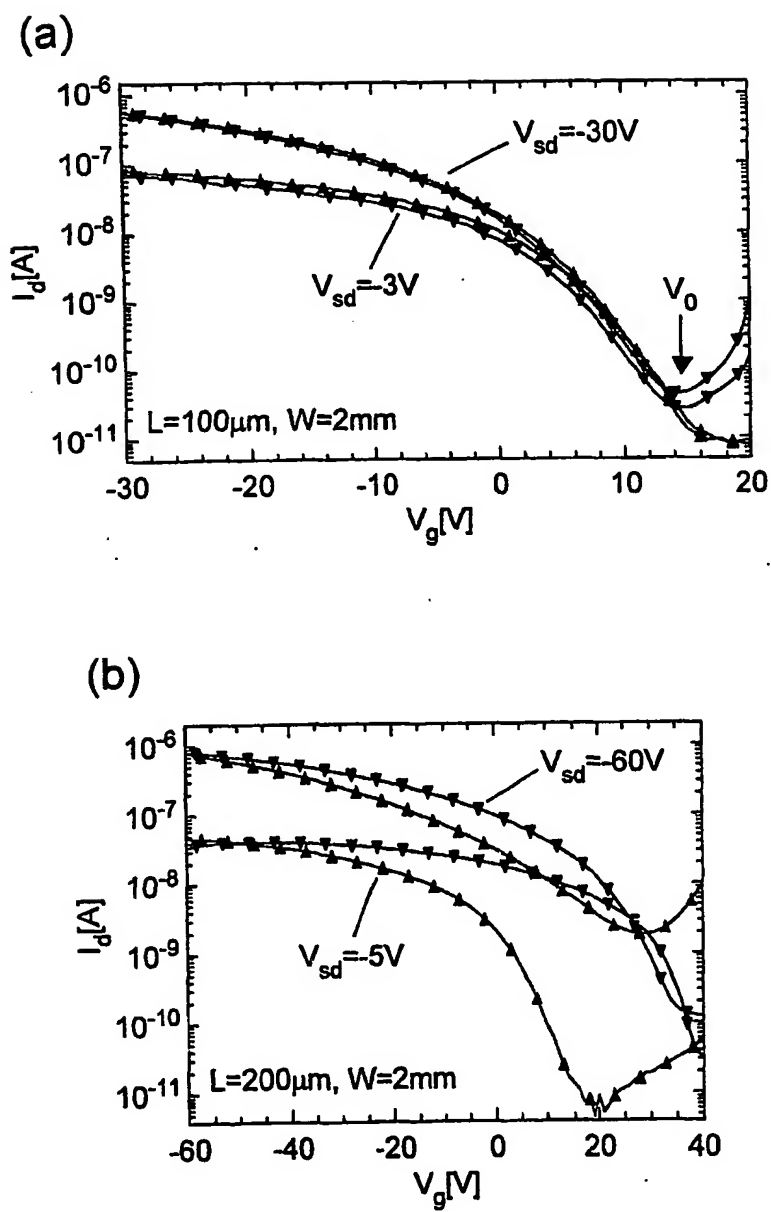 (a)
10⁻⁶
10⁻⁷
10⁻⁸
10⁻⁹
10⁻¹⁰
10⁻¹¹
I_d[A]
V_sd=-30V
V_sd=-3V
V₀
L=100μm, W=2mm
-30 -20 -10 0 10 20
V_g[V]
(b)
10⁻⁶
10⁻⁷
10⁻⁸
10⁻⁹
10⁻¹⁰
10⁻¹¹
I_d[A]
V_sd=-60V
V_sd=-5V
L=200μm, W=2mm
-60 -40 -20 0 20 40
V_g[V]